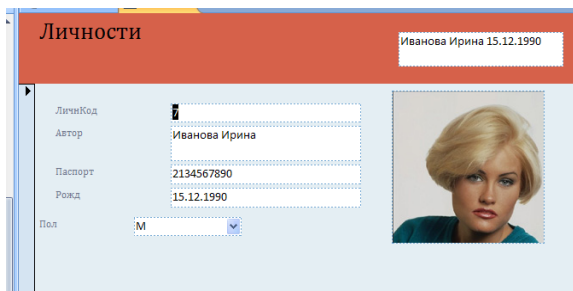 Личности
Иванова Ирина 15.12.1990
ЛичнКод 7
Автор Иванова Ирина
Паспорт 2134567890
Рожд 15.12.1990
Пол М